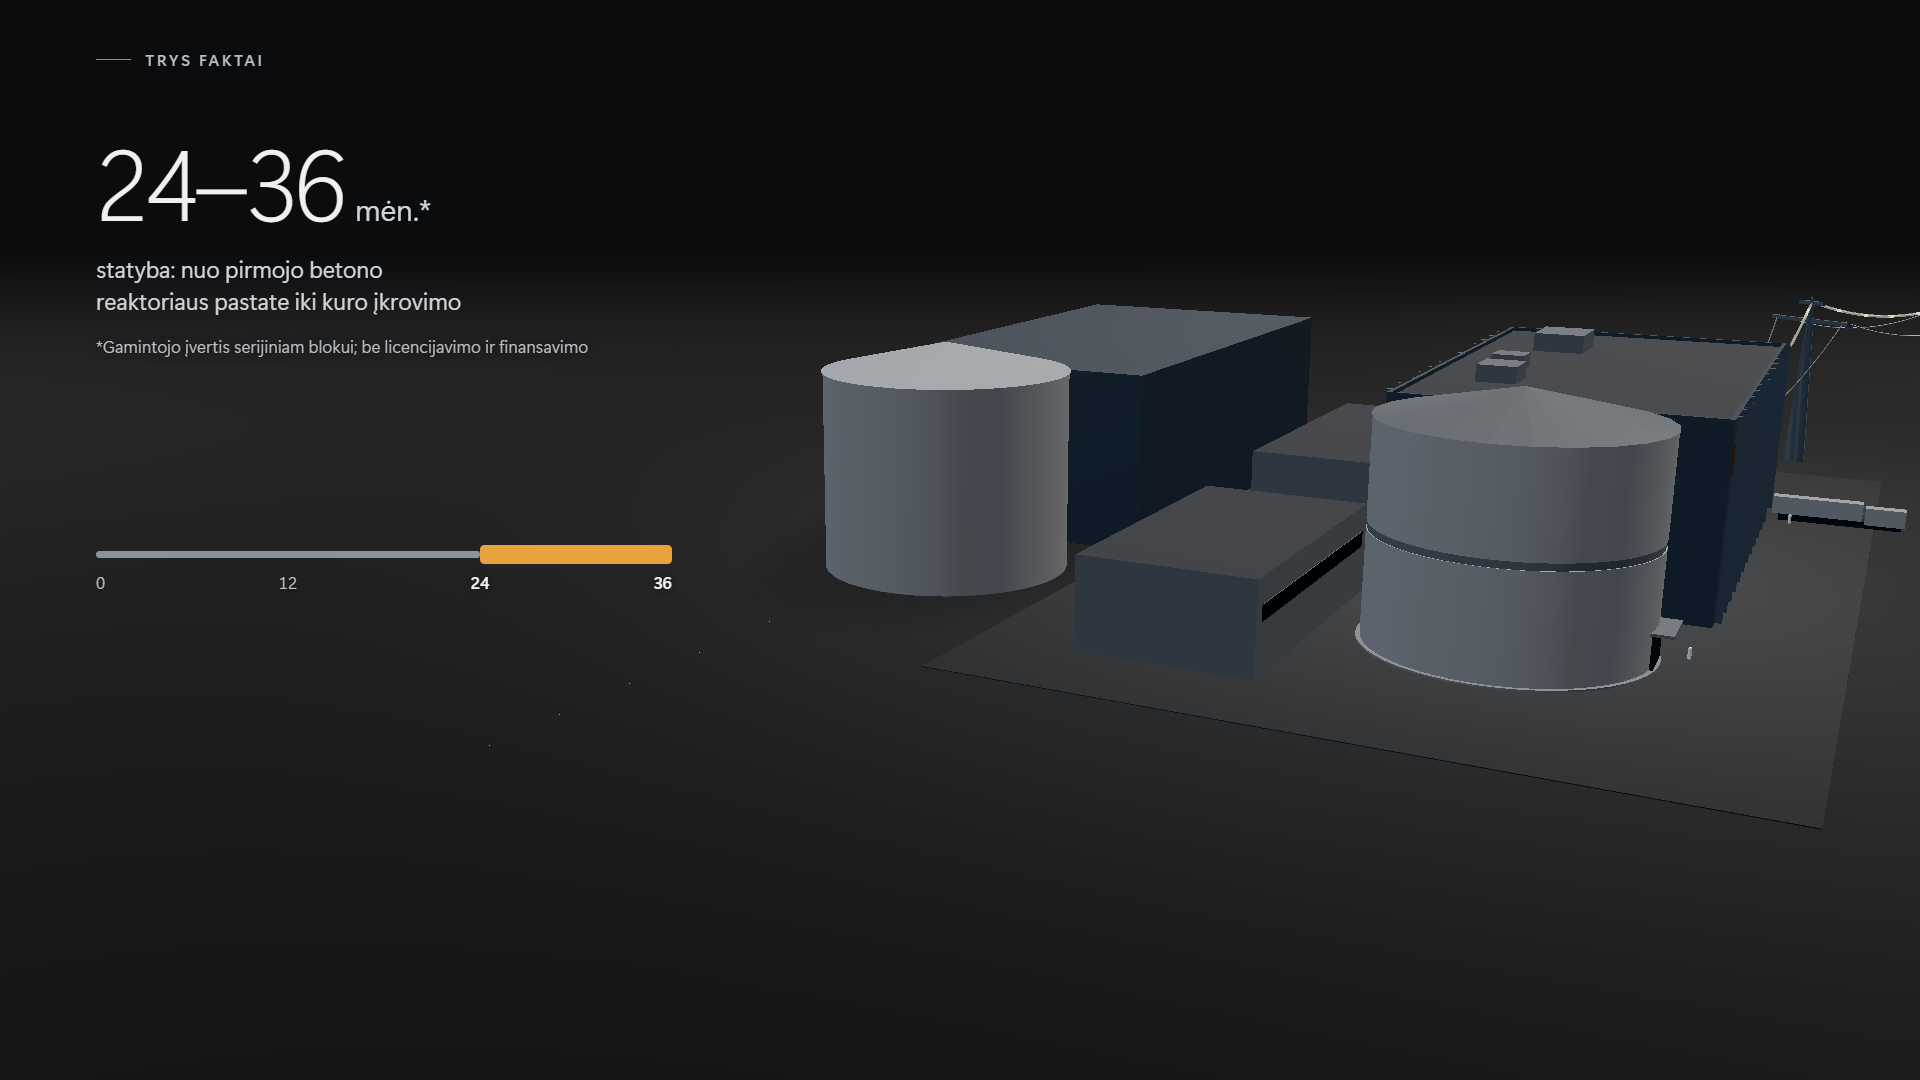 TRYS FAKTAI
24–36 mėn.*
statyba: nuo pirmojo betono
reaktoriaus pastate iki kuro įkrovimo
*Gamintojo įvertis serijiniam blokui; be licencijavimo ir finansavimo
0 12 24 36